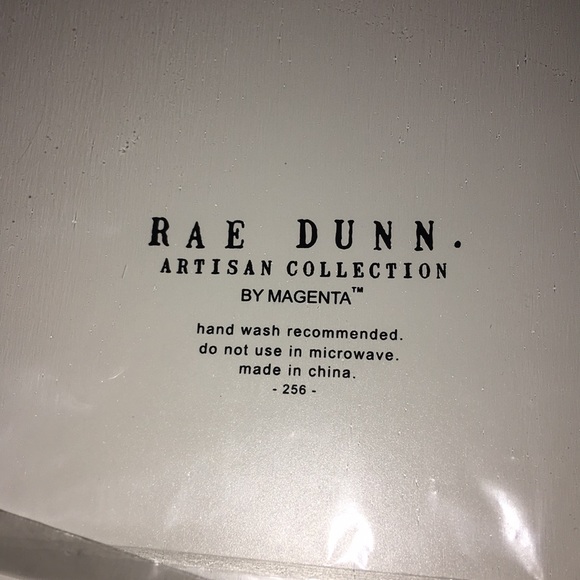 RAE DUNN.
ARTISAN COLLECTION
BY MAGENTA™
hand wash recommended.
do not use in microwave.
made in china.
- 256 -